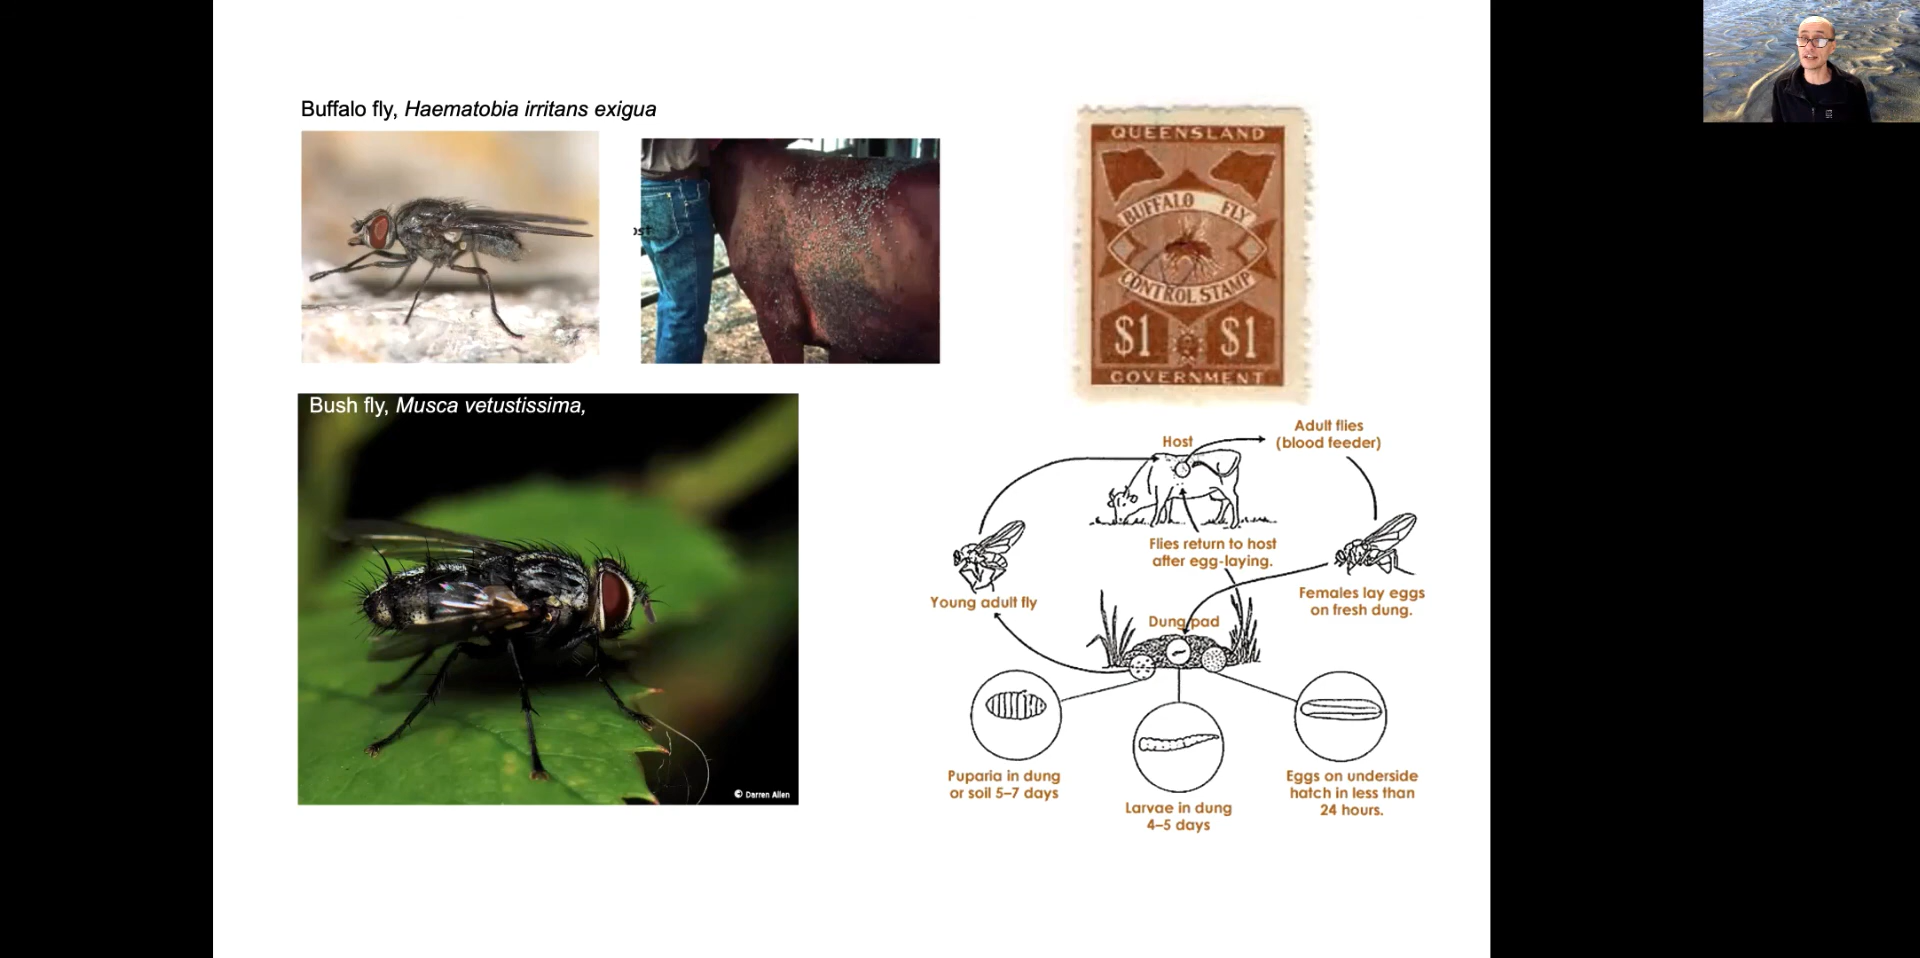 Buffalo fly, Haematobia irritans exigua
ost
QUEENSLAND
BUFFALO FLY
CONTROL STAMP
$1 $1
GOVERNMENT
Bush fly, Musca vetustissima,
© Darren Allen
Host
Adult flies
(blood feeder)
Flies return to host
after egg-laying.
Young adult fly
Females lay eggs
on fresh dung.
Dung pad
Puparia in dung
or soil 5–7 days
Larvae in dung
4–5 days
Eggs on underside
hatch in less than
24 hours.